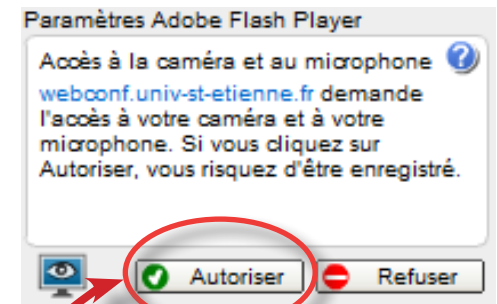 Paramètres Adobe Flash Player
Accès à la caméra et au microphone
webconf.univ-st-etienne.fr demande
l'accès à votre caméra et à votre
microphone. Si vous cliquez sur
Autoriser, vous risquez d'être enregistré.
Autoriser
Refuser